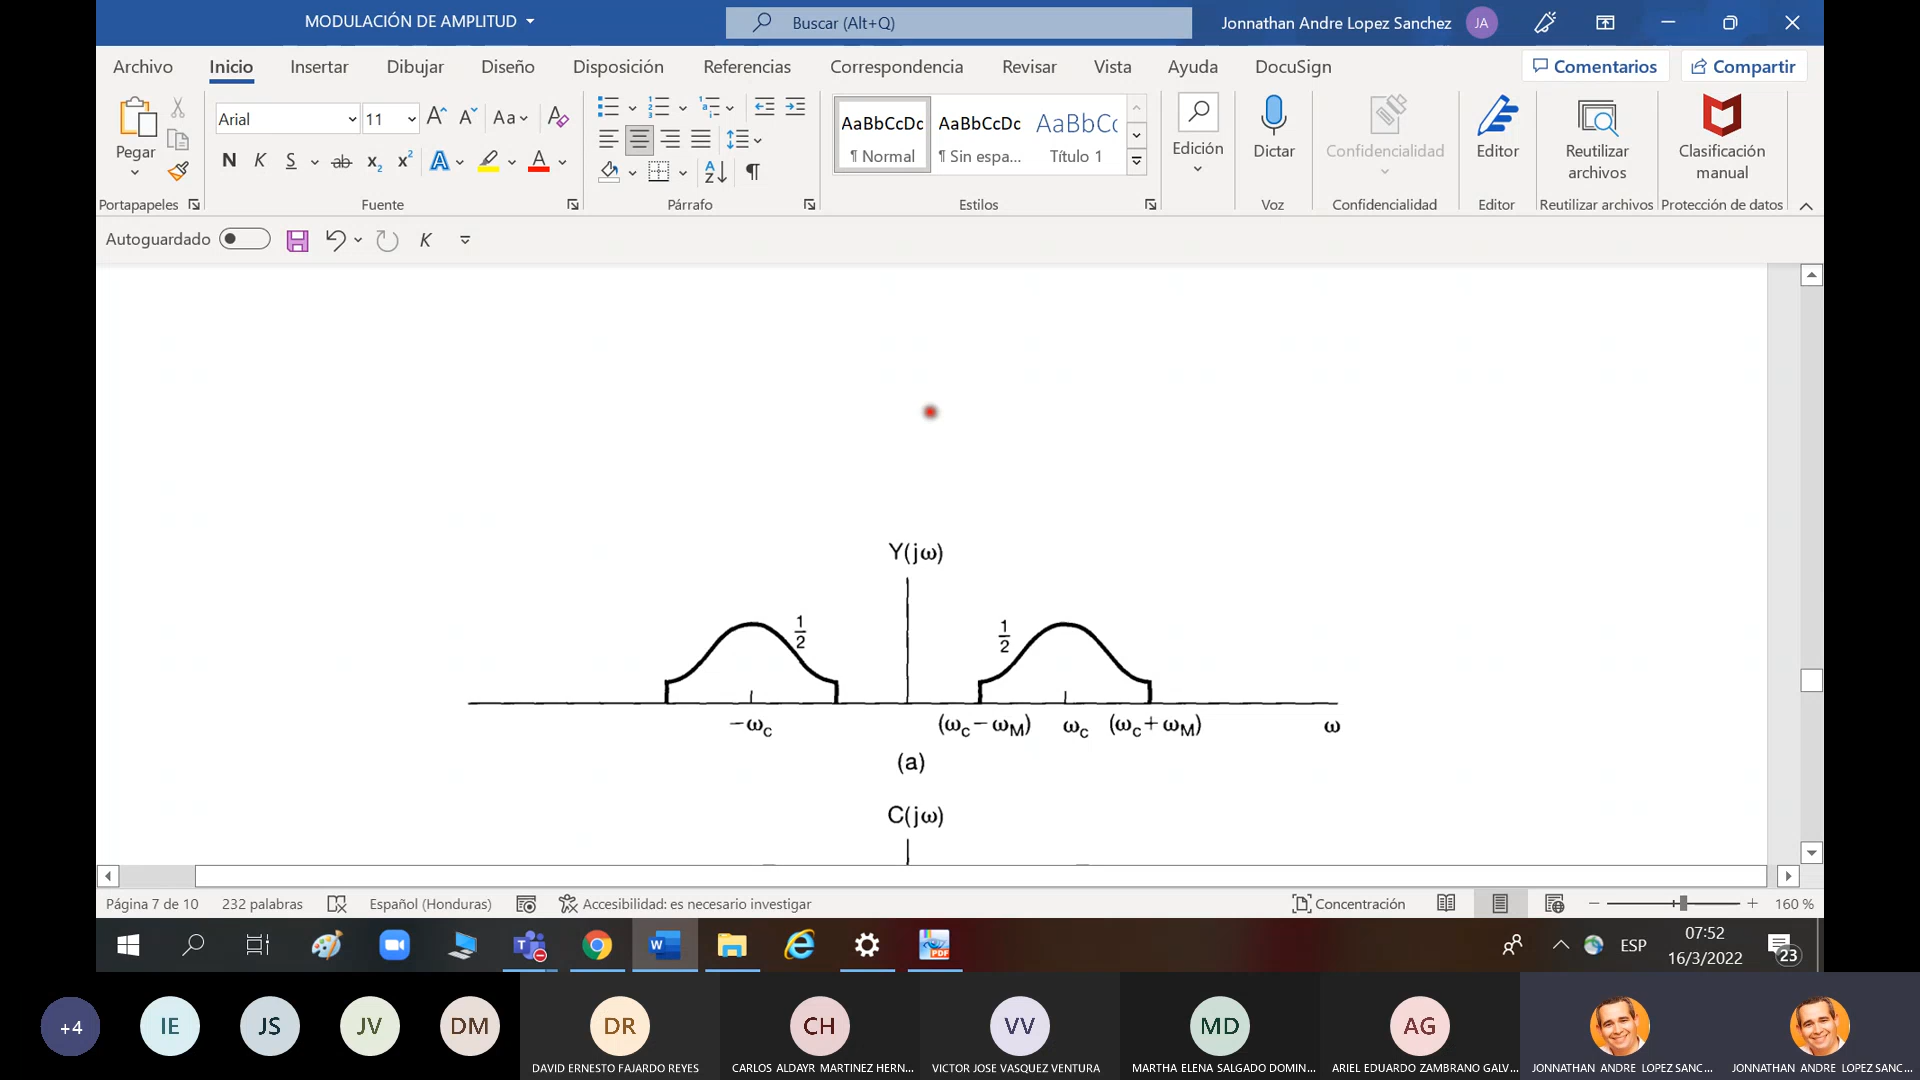 MODULACIÓN DE AMPLITUD
Buscar (Alt+Q)
Jonnathan Andre Lopez Sanchez
JA
Archivo Inicio Insertar Dibujar Diseño Disposición Referencias Correspondencia Revisar Vista Ayuda DocuSign
Comentarios
Compartir
Pegar
Portapapeles
Arial
11
Aa
N K S ab x₂ x² A A
Fuente
Párrafo
AaBbCcDc
¶ Normal
AaBbCcDc
¶ Sin espa...
AaBbCc
Título 1
Estilos
Edición
Dictar
Voz
Confidencialidad
Confidencialidad
Editor
Editor
Reutilizar
archivos
Reutilizar archivos
Clasificación
manual
Protección de datos
Autoguardado
K
Y(jω)
1/2
1/2
−ωc
(ωc − ωM)
ωc
(ωc + ωM)
ω
(a)
C(jω)
Página 7 de 10
232 palabras
Español (Honduras)
Accesibilidad: es necesario investigar
Concentración
160 %
ESP
07:52
16/3/2022
23
+4
IE
JS
JV
DM
DR
DAVID ERNESTO FAJARDO REYES
CH
CARLOS ALDAYR MARTINEZ HERN...
VV
VICTOR JOSE VASQUEZ VENTURA
MD
MARTHA ELENA SALGADO DOMIN...
AG
ARIEL EDUARDO ZAMBRANO GALV...
JONNATHAN ANDRE LOPEZ SANC...
JONNATHAN ANDRE LOPEZ SANC...